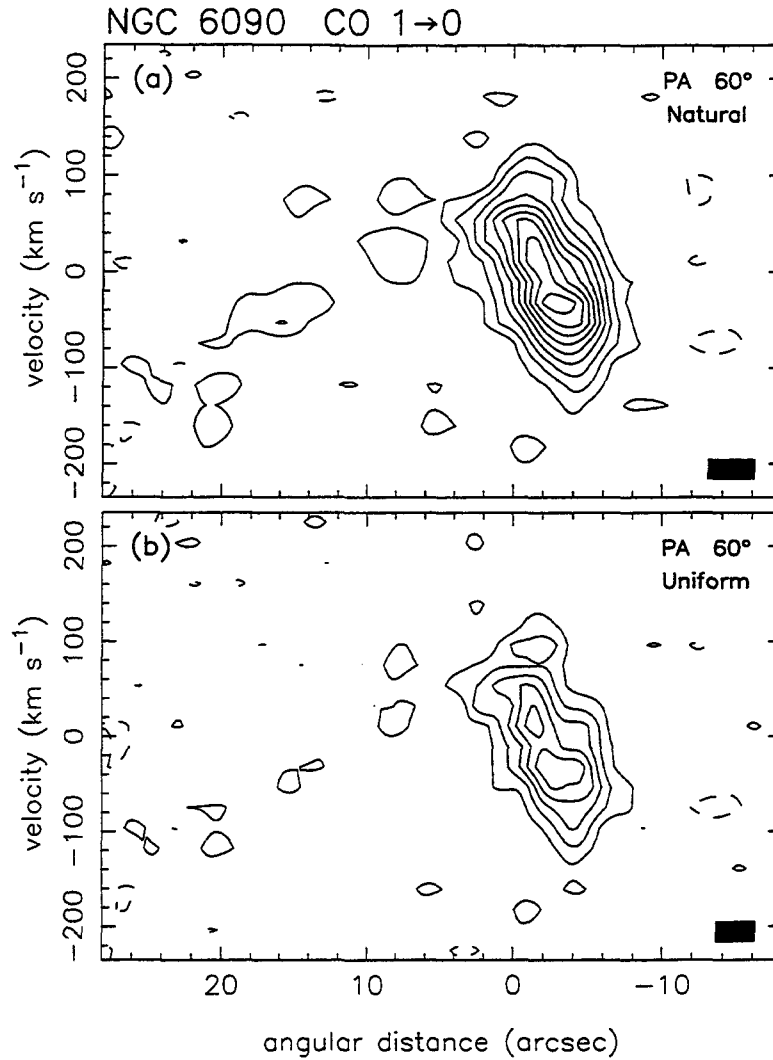 NGC 6090 CO 1→0
(a)
PA 60°
Natural
velocity (km s⁻¹)
200
100
0
−100
−200
(b)
PA 60°
Uniform
velocity (km s⁻¹)
200
100
0
−100
−200
20
10
0
−10
angular distance (arcsec)